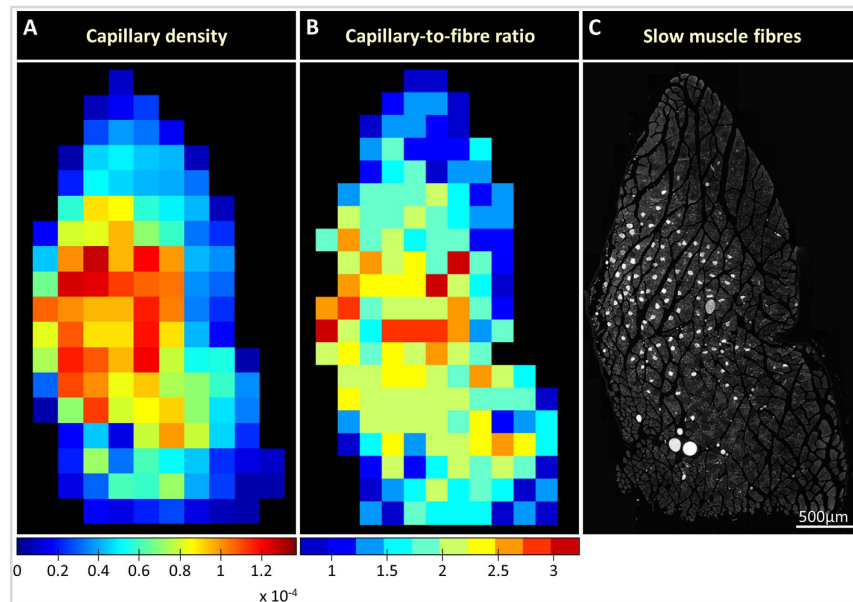 A
Capillary density
B
Capillary-to-fibre ratio
C
Slow muscle fibres
500µm
0 0.2 0.4 0.6 0.8 1 1.2
x 10-4
1 1.5 2 2.5 3